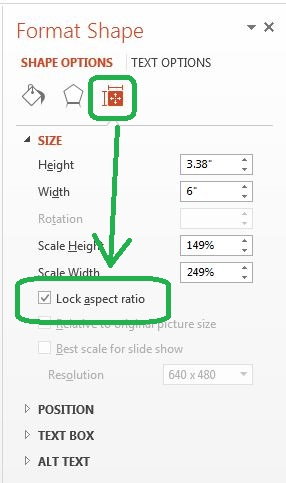 Format Shape
SHAPE OPTIONS TEXT OPTIONS
SIZE
Height 3.38"
Width 6"
Rotation
Scale Height 149%
Scale Width 249%
Lock aspect ratio
Relative to original picture size
Best scale for slide show
Resolution 640 x 480
POSITION
TEXT BOX
ALT TEXT